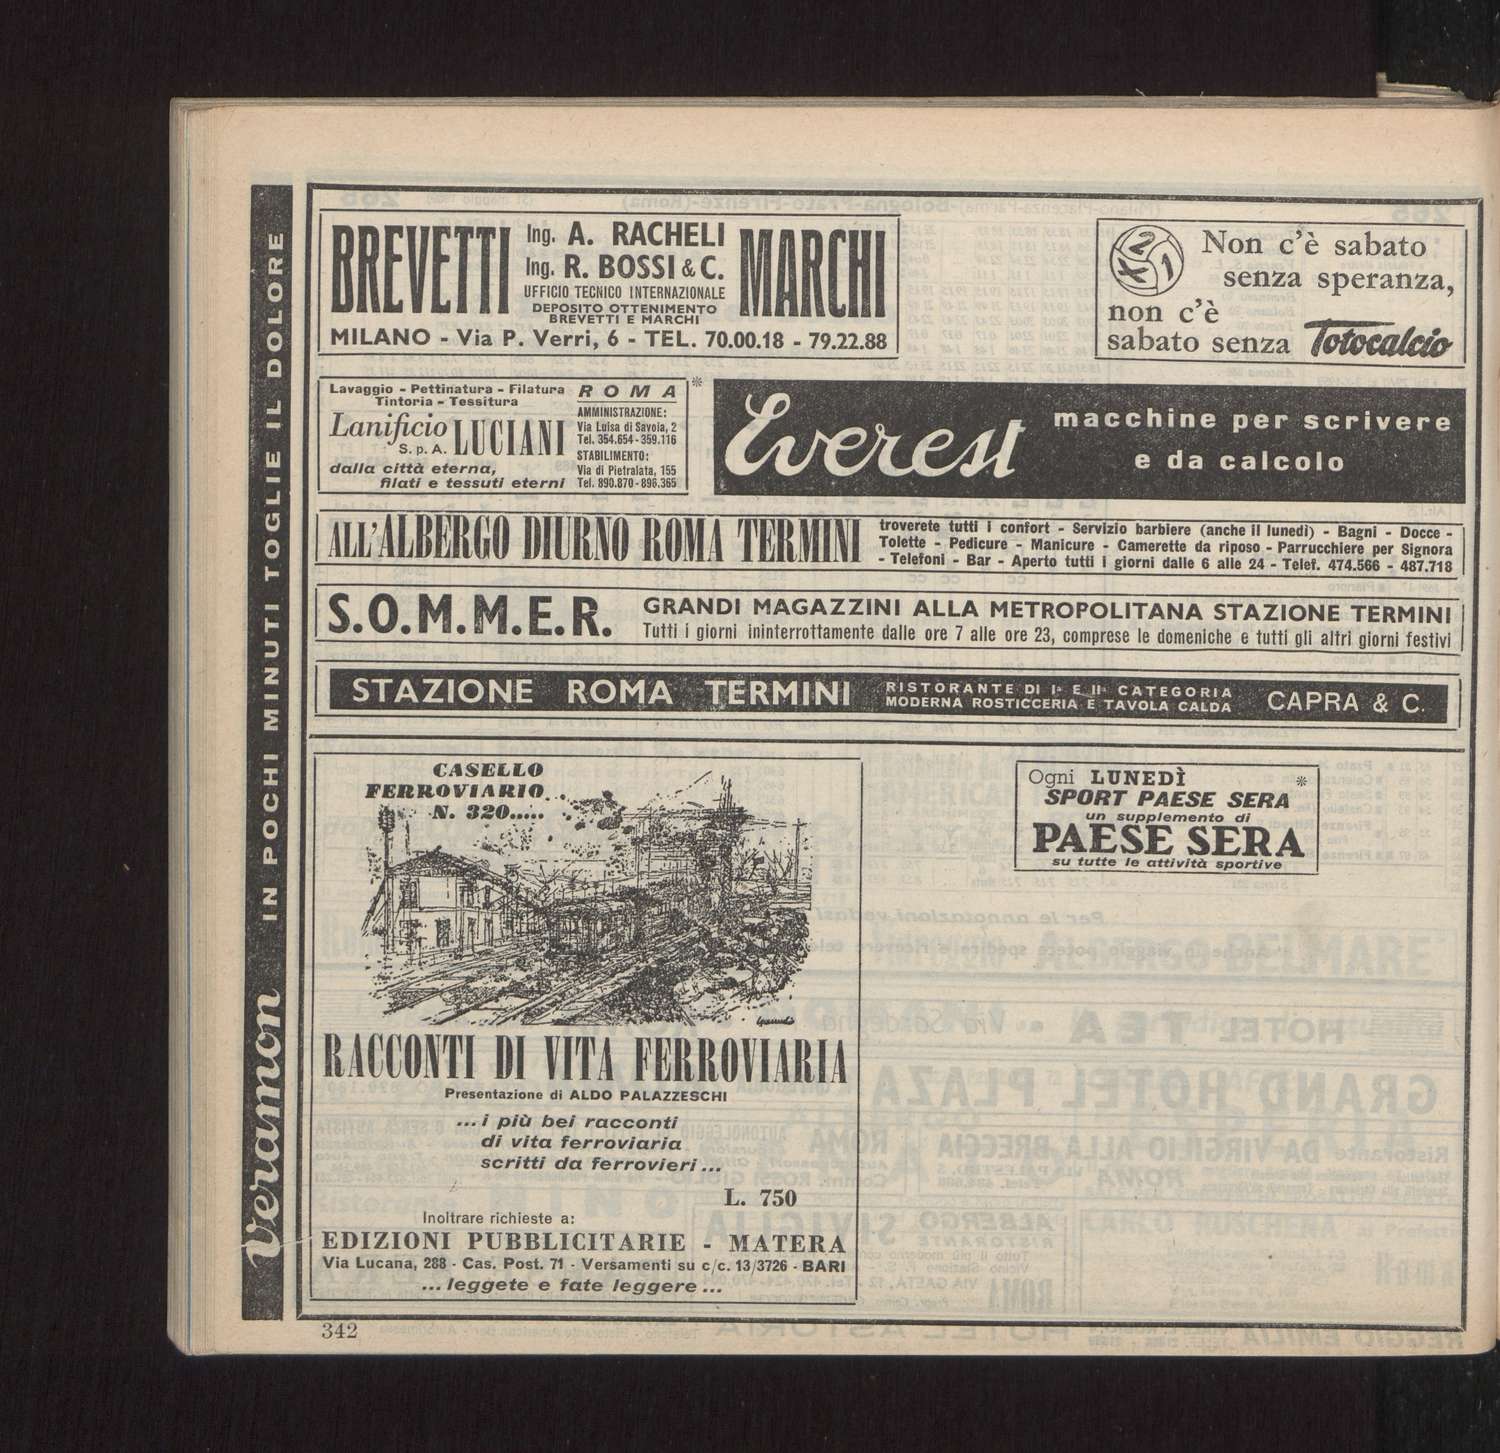 Veramon IN POCHI MINUTI TOGLIE IL DOLORE
BREVETTI
Ing. A. RACHELI
Ing. R. BOSSI & C.
UFFICIO TECNICO INTERNAZIONALE
DEPOSITO OTTENIMENTO
BREVETTI E MARCHI
MARCHI
MILANO - Via P. Verri, 6 - TEL. 70.00.18 - 79.22.88
1 X 2
Non c'è sabato
senza speranza,
non c'è
sabato senza Totocalcio
Lavaggio - Pettinatura - Filatura
Tintoria - Tessitura
Lanificio
S.p.A. LUCIANI
dalla città eterna,
filati e tessuti eterni
ROMA
AMMINISTRAZIONE:
Via Luisa di Savoia, 2
Tel. 354.654-359.116
STABILIMENTO:
Via di Pietralata, 155
Tel. 890.870-896.365
*
Everest
macchine per scrivere
e da calcolo
ALL'ALBERGO DIURNO ROMA TERMINI
troverete tutti i confort - Servizio barbiere (anche il lunedì) - Bagni - Docce -
Tolette - Pedicure - Manicure - Camerette da riposo - Parrucchiere per Signora
- Telefoni - Bar - Aperto tutti i giorni dalle 6 alle 24 - Telef. 474.566 - 487.718
S.O.M.M.E.R.
GRANDI MAGAZZINI ALLA METROPOLITANA STAZIONE TERMINI
Tutti i giorni ininterrottamente dalle ore 7 alle ore 23, comprese le domeniche e tutti gli altri giorni festivi
STAZIONE ROMA TERMINI
RISTORANTE DI Iª E IIª CATEGORIA
MODERNA ROSTICCERIA E TAVOLA CALDA
CAPRA & C.
CASELLO
FERROVIARIO
N. 320.....
RACCONTI DI VITA FERROVIARIA
Presentazione di ALDO PALAZZESCHI
...i più bei racconti
di vita ferroviaria
scritti da ferrovieri...
L. 750
Inoltrare richieste a:
EDIZIONI PUBBLICITARIE - MATERA
Via Lucana, 288 - Cas. Post. 71 - Versamenti su c/c. 13/3726 - BARI
...leggete e fate leggere...
Ogni LUNEDÌ *
SPORT PAESE SERA
un supplemento di
PAESE SERA
su tutte le attività sportive
342